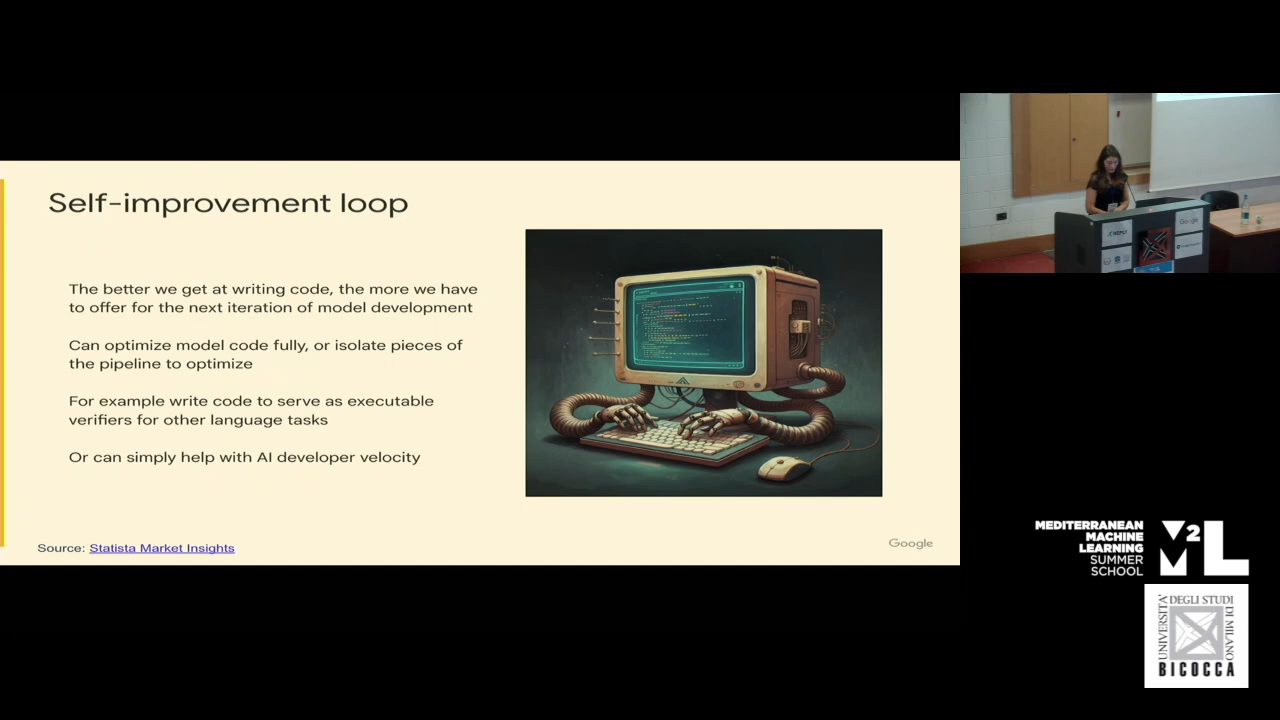 Self-improvement loop
The better we get at writing code, the more we have
to offer for the next iteration of model development
Can optimize model code fully, or isolate pieces of
the pipeline to optimize
For example write code to serve as executable
verifiers for other language tasks
Or can simply help with AI developer velocity
Source: Statista Market Insights
Google
Google
MEDITERRANEAN
MACHINE
LEARNING
SUMMER
SCHOOL
M2L
UNIVERSITA'
DEGLI STUDI
DI MILANO
BICOCCA